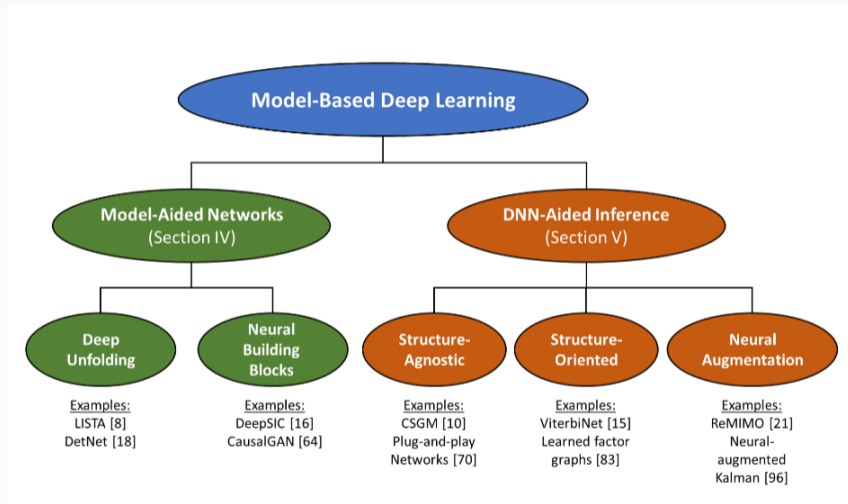 Model-Based Deep Learning
Model-Aided Networks
(Section IV)
DNN-Aided Inference
(Section V)
Deep
Unfolding
Neural
Building
Blocks
Structure-
Agnostic
Structure-
Oriented
Neural
Augmentation
Examples:
LISTA [8]
DetNet [18]
Examples:
DeepSIC [16]
CausalGAN [64]
Examples:
CSGM [10]
Plug-and-play
Networks [70]
Examples:
ViterbiNet [15]
Learned factor
graphs [83]
Examples:
ReMIMO [21]
Neural-
augmented
Kalman [96]